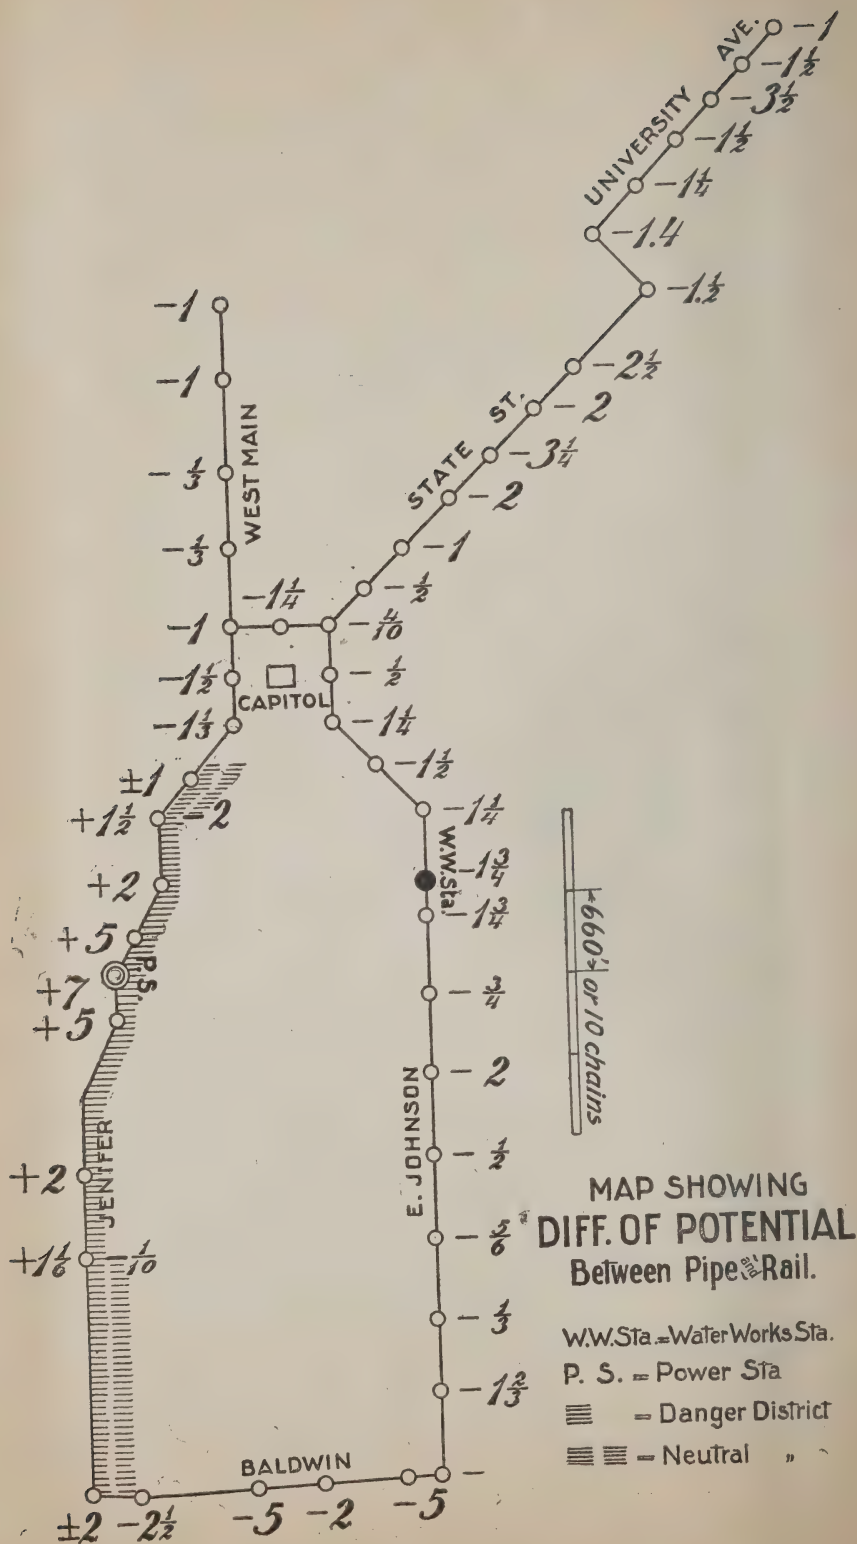 UNIVERSITY AVE.
-1
-1½
-3½
-1½
-1¼
-1.4
-1.½
-2½
- 2
-3¼
- 2
-1
- ½
- 4/10
STATE ST.
-1
-1
- ⅓
-⅓
WEST MAIN
-1¼
-1
-1½
-1⅓
CAPITOL
- ½
-1¼
-1½
-1¼
W.W.Sta.
-1¾
-1¾
- ¾
- 2
- ½
- ⅚
- ⅓
-1⅔
-
E. JOHNSON
±1
+1½
-2
+2
+5
P.S.
+7
+5
JENIFER
+2
+1⅙
-1/10
BALDWIN
±2
-2½
-5
-2
-5
660' or 10 chains
MAP SHOWING
DIFF. OF POTENTIAL
Between Pipe and Rail.
W.W.Sta.=WaterWorksSta.
P. S. = Power Sta
= Danger District
= Neutral „